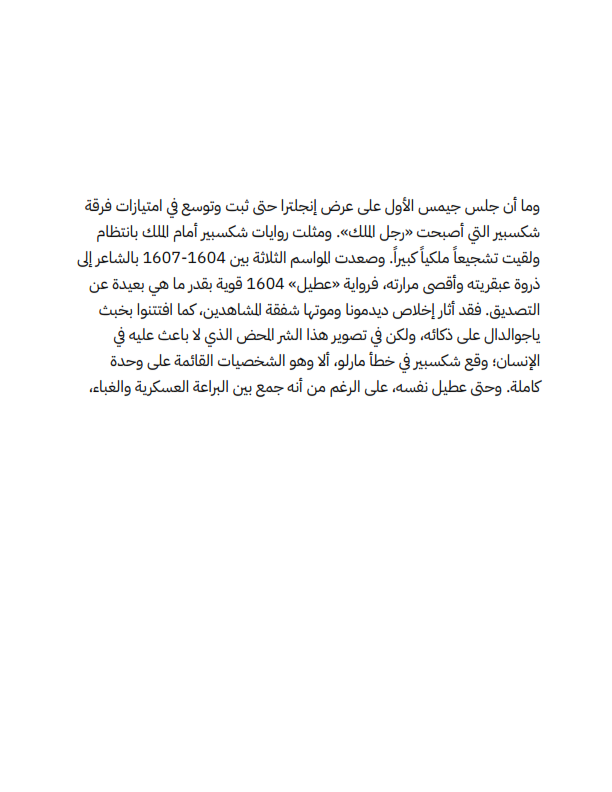 وما أن جلس جيمس الأول على عرض إنجلترا حتى ثبت وتوسع في امتيازات فرقة
شكسبير التي أصبحت «رجل الملك». ومثلت روايات شكسبير أمام الملك بانتظام
ولقيت تشجيعاً ملكياً كبيراً. وصعدت المواسم الثلاثة بين 1604-1607 بالشاعر إلى
ذروة عبقريته وأقصى مرارته، فرواية «عطيل» 1604 قوية بقدر ما هي بعيدة عن
التصديق. فقد أثار إخلاص ديدمونا وموتها شفقة المشاهدين، كما افتتنوا بخبث
ياجوالدال على ذكائه، ولكن في تصوير هذا الشر المحض الذي لا باعث عليه في
الإنسان؛ وقع شكسبير في خطأ مارلو، ألا وهو الشخصيات القائمة على وحدة
كاملة. وحتى عطيل نفسه، على الرغم من أنه جمع بين البراعة العسكرية والغباء،